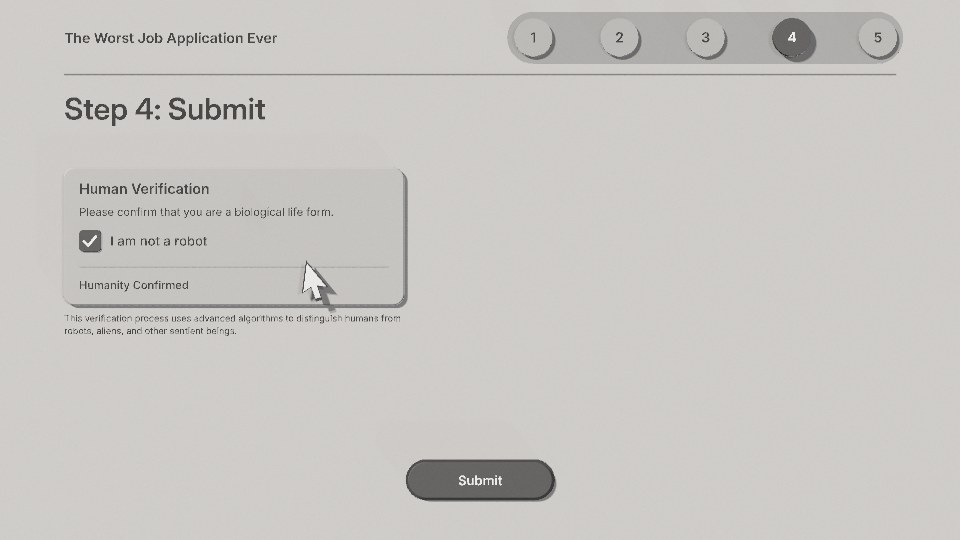 The Worst Job Application Ever
1 2 3 4 5
Step 4: Submit
Human Verification
Please confirm that you are a biological life form.
I am not a robot
Humanity Confirmed
This verification process uses advanced algorithms to distinguish humans from
robots, aliens, and other sentient beings.
Submit